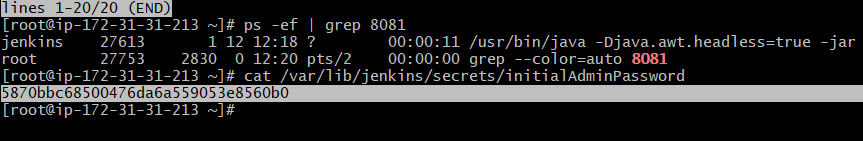 lines 1-20/20 (END)
[root@ip-172-31-31-213 ~]# ps -ef | grep 8081
jenkins    27613      1 12 12:18 ?        00:00:11 /usr/bin/java -Djava.awt.headless=true -jar
root       27753   2830  0 12:20 pts/2    00:00:00 grep --color=auto 8081
[root@ip-172-31-31-213 ~]# cat /var/lib/jenkins/secrets/initialAdminPassword
5870bbc68500476da6a559053e8560b0
[root@ip-172-31-31-213 ~]#